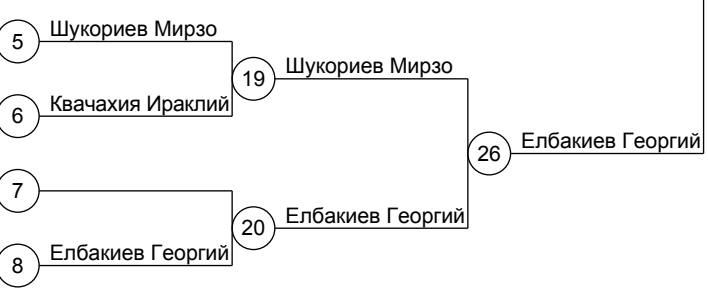 5 Шукориев Мирзо
19 Шукориев Мирзо
6 Квачахия Ираклий
26 Елбакиев Георгий
7
20 Елбакиев Георгий
8 Елбакиев Георгий